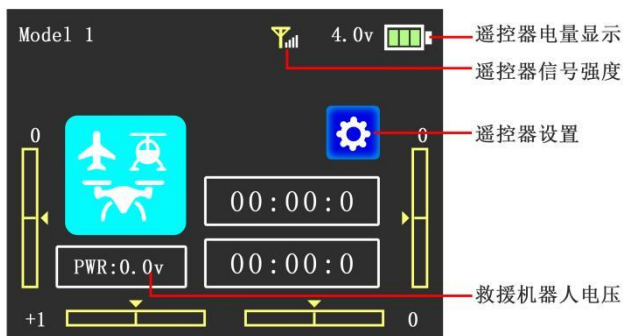 Model 1
4.0v
遥控器电量显示
遥控器信号强度
0
0
遥控器设置
00:00:0
PWR:0.0v
00:00:0
救援机器人电压
+1
0